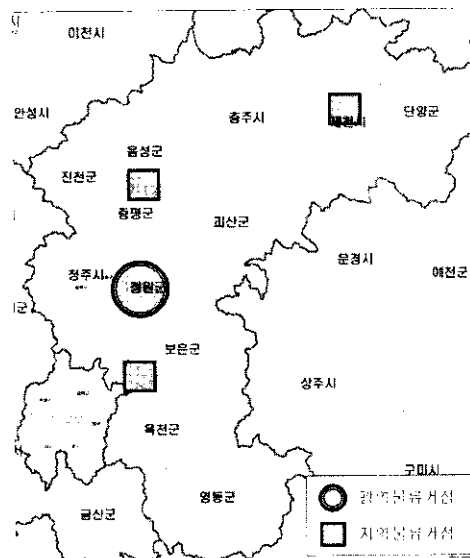 이천시
안성시
충주시
제천시
단양군
음성군
진천군
증평군
괴산군
문경시
예천군
청주시
청원군
보은군
상주시
옥천군
구미시
영동군
금산군
광역물류거점
지역물류거점